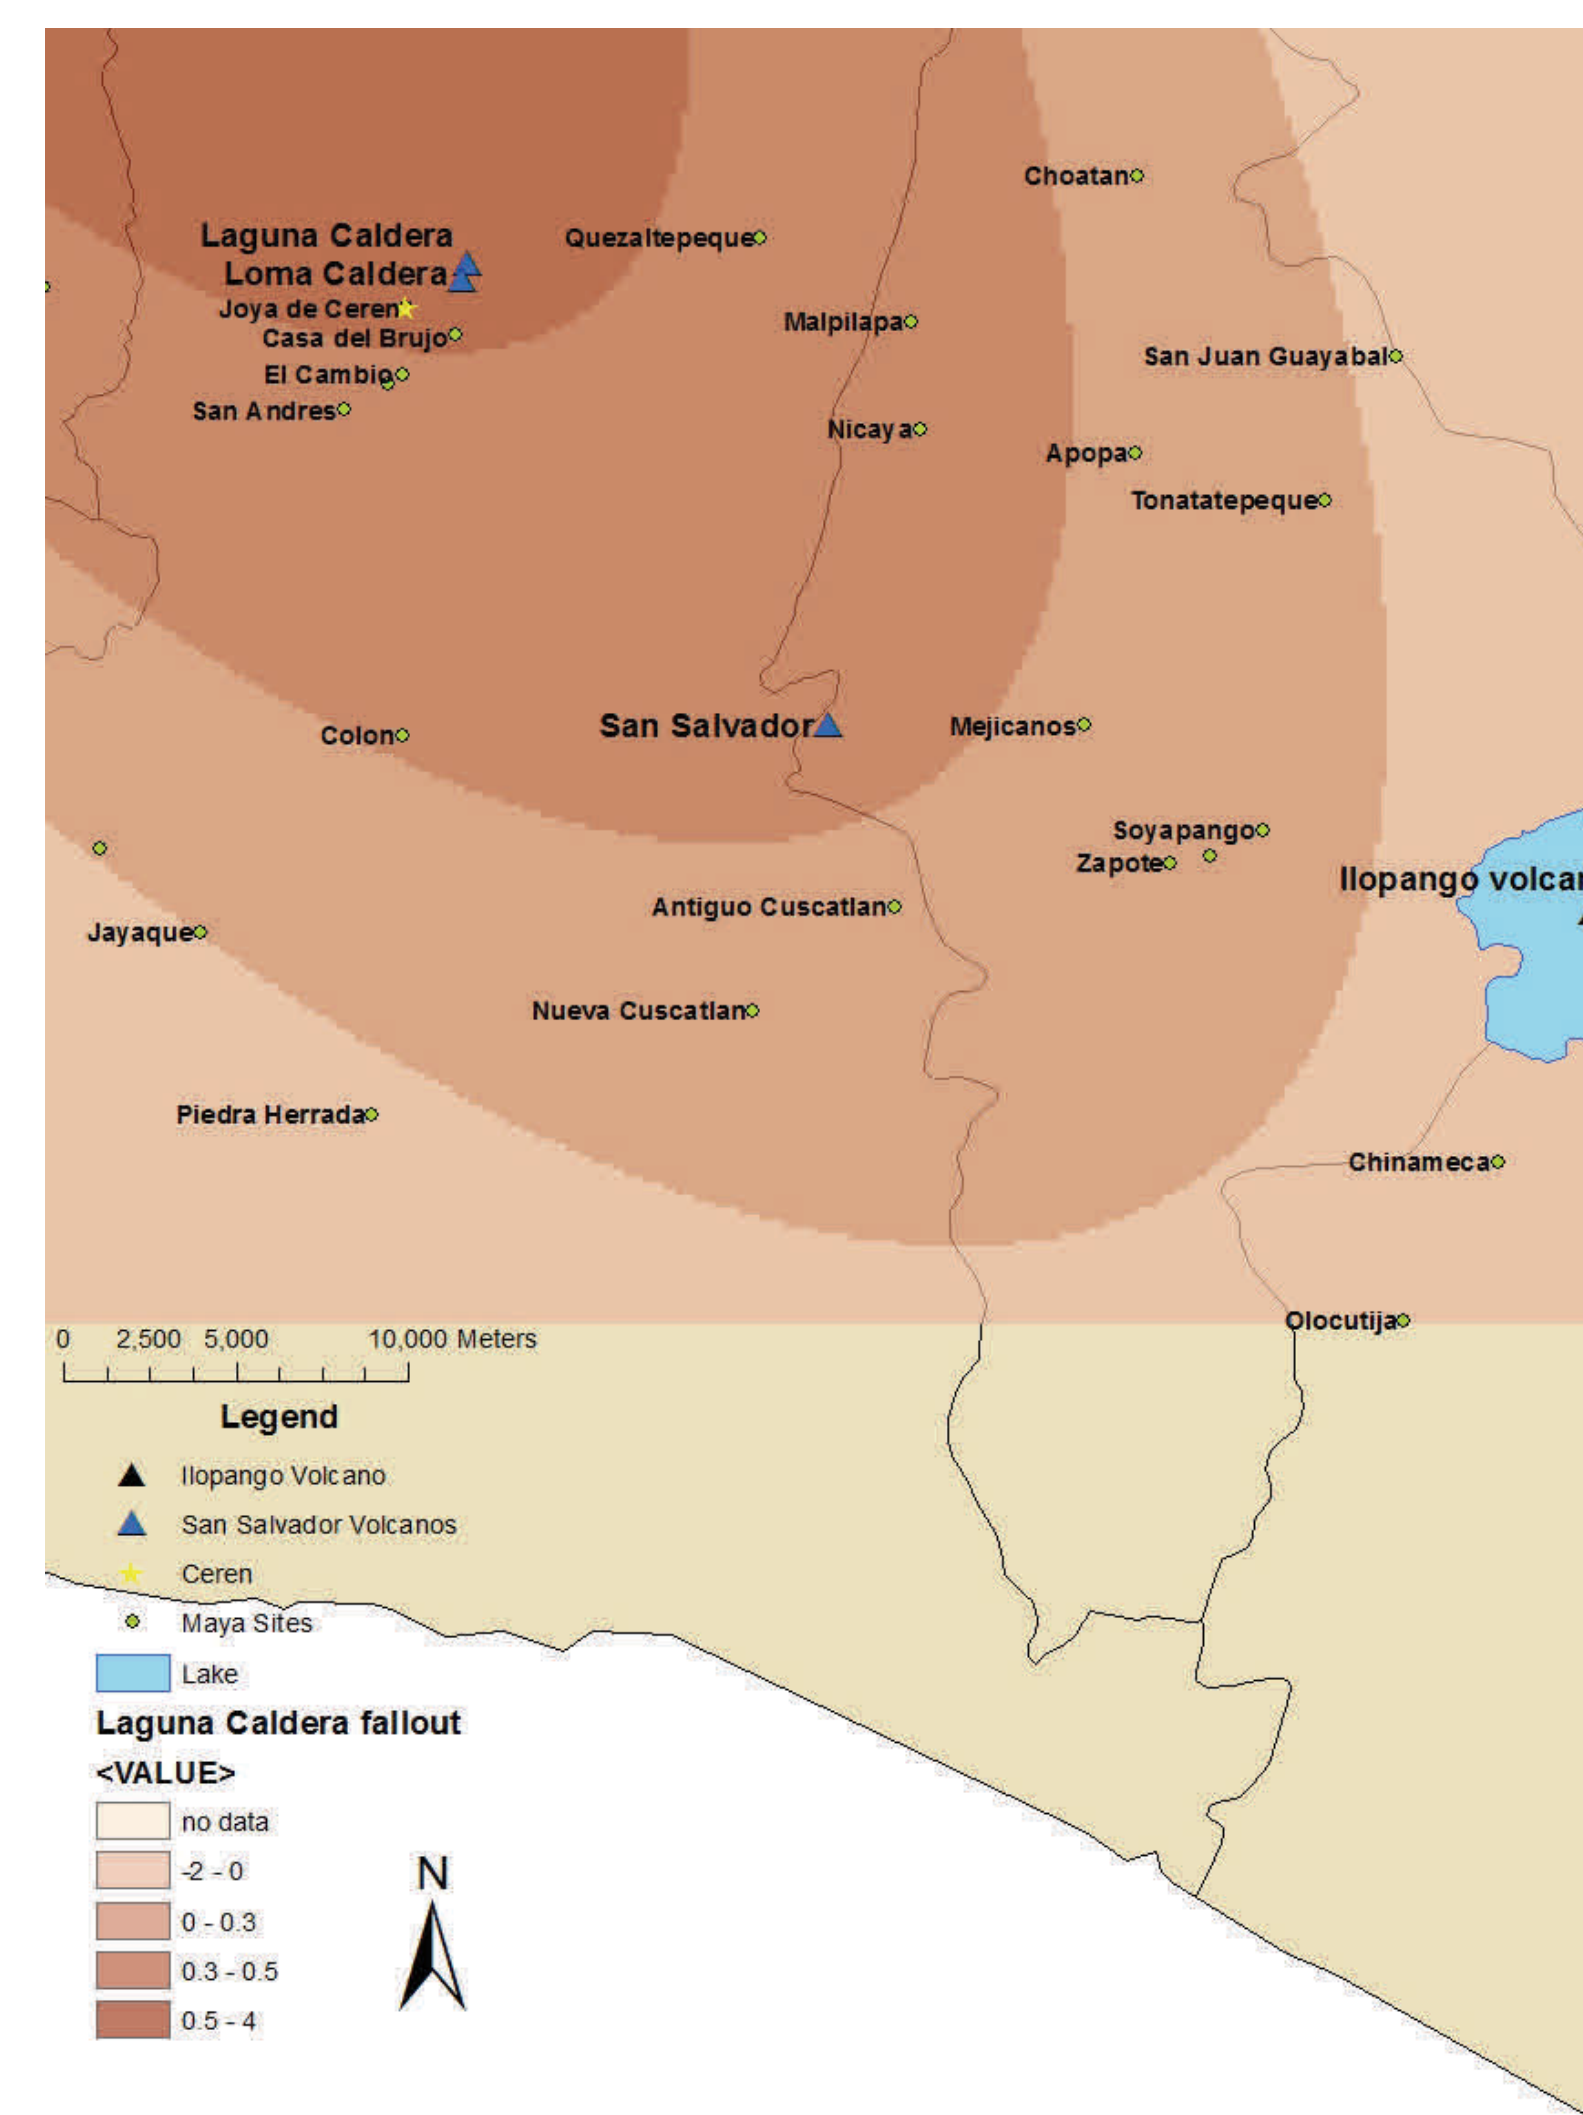 Choatan
Laguna Caldera
Quezaltepeque
Loma Caldera
Joya de Ceren
Malpilapa
Casa del Brujo
San Juan Guayabal
El Cambio
San Andres
Nicaya
Apopa
Tonatatepeque
San Salvador
Mejicanos
Colon
Soyapango
Zapote
Ilopango volcan
Antiguo Cuscatlan
Jayaque
Nueva Cuscatlan
Piedra Herrada
Chinameca
Olocutija
0 2,500 5,000 10,000 Meters
Legend
Ilopango Volcano
San Salvador Volcanos
Ceren
Maya Sites
Lake
Laguna Caldera fallout
<VALUE>
no data
-2 - 0
N
0 - 0.3
0.3 - 0.5
0.5 - 4